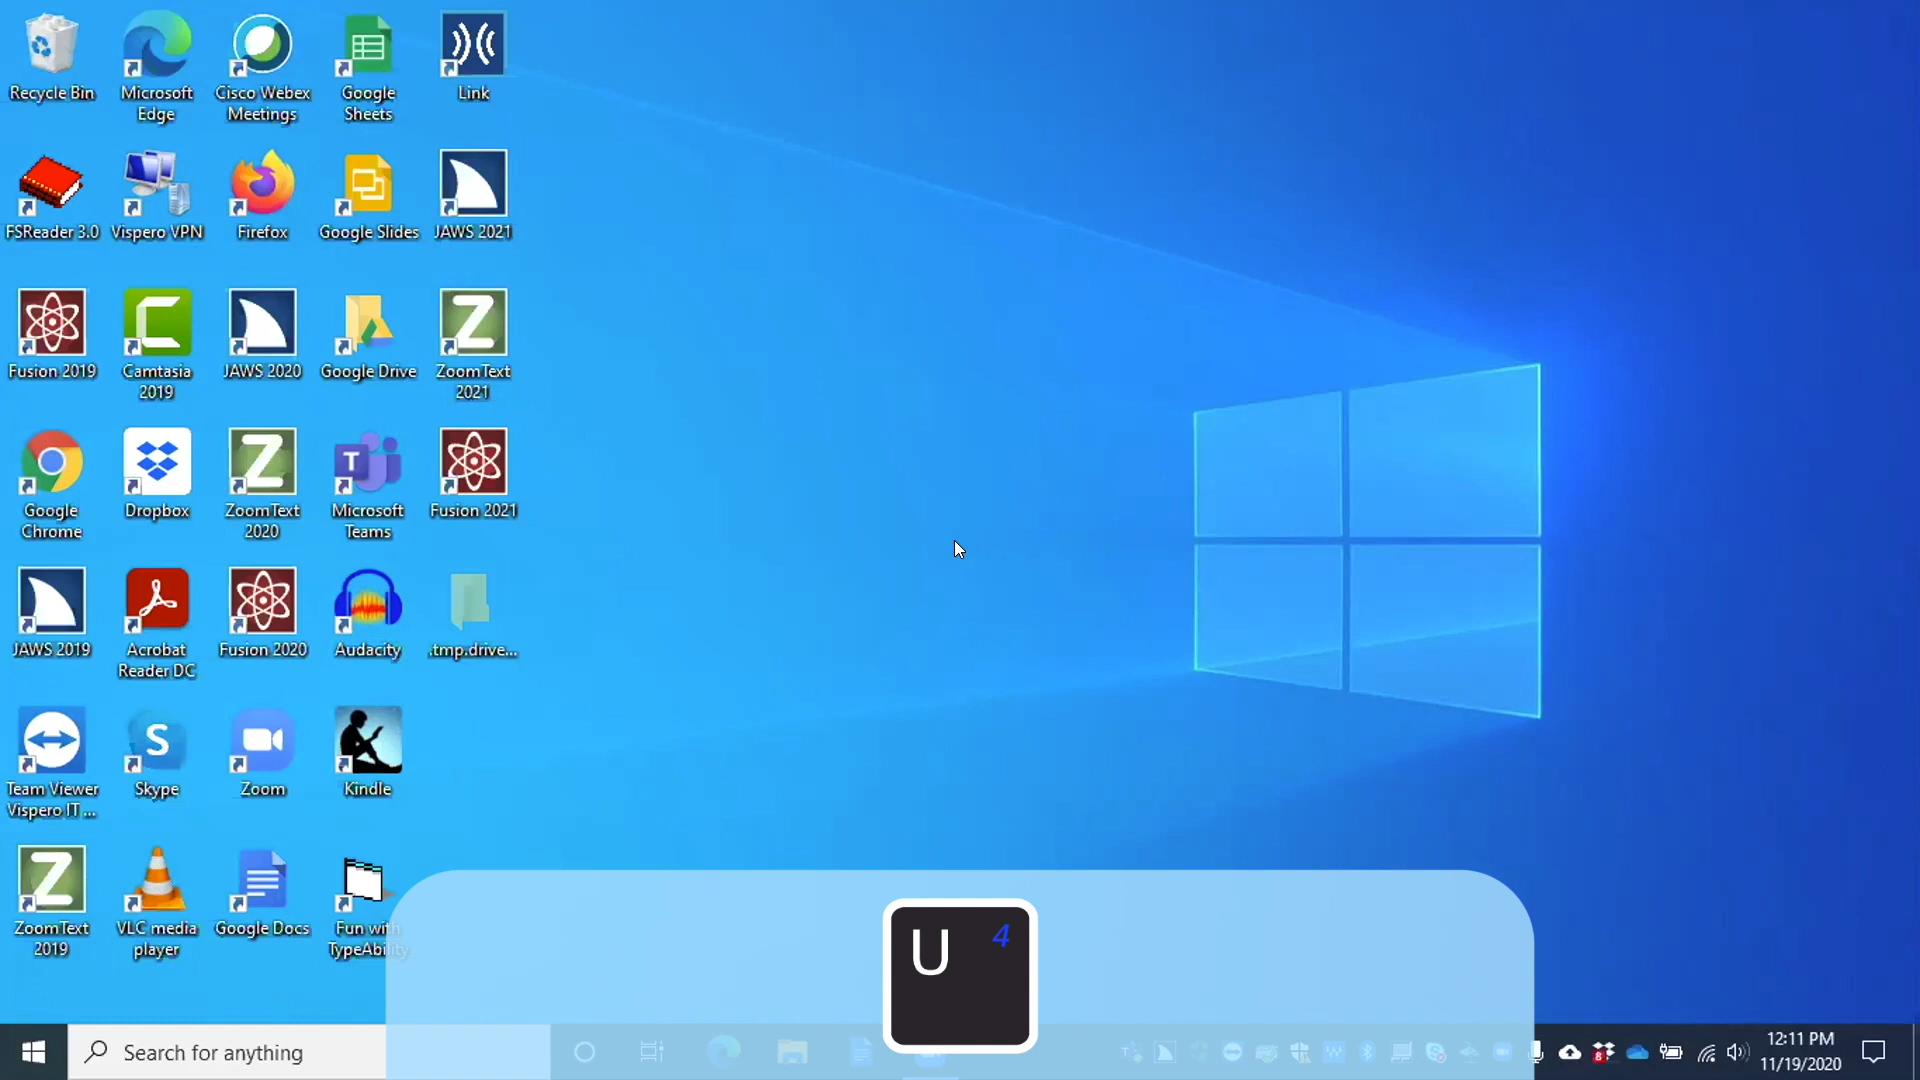 Recycle Bin
Microsoft
Edge
Cisco Webex
Meetings
Google
Sheets
Link
FSReader 3.0
Vispero VPN
Firefox
Google Slides
JAWS 2021
Fusion 2019
Camtasia
2019
JAWS 2020
Google Drive
ZoomText
2021
Google
Chrome
Dropbox
ZoomText
2020
Microsoft
Teams
Fusion 2021
JAWS 2019
Acrobat
Reader DC
Fusion 2020
Audacity
.tmp.drive...
Team Viewer
Vispero IT ...
Skype
Zoom
Kindle
ZoomText
2019
VLC media
player
Google Docs
Fun with
TypeAbility
U 4
Search for anything
12:11 PM
11/19/2020